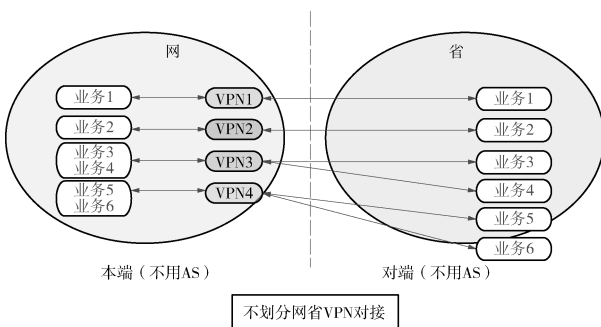 网
省
业务1
VPN1
业务1
业务2
VPN2
业务2
业务3
业务4
VPN3
业务3
业务4
业务5
业务6
VPN4
业务5
业务6
本端（不用AS）
对端（不用AS）
不划分网省VPN对接